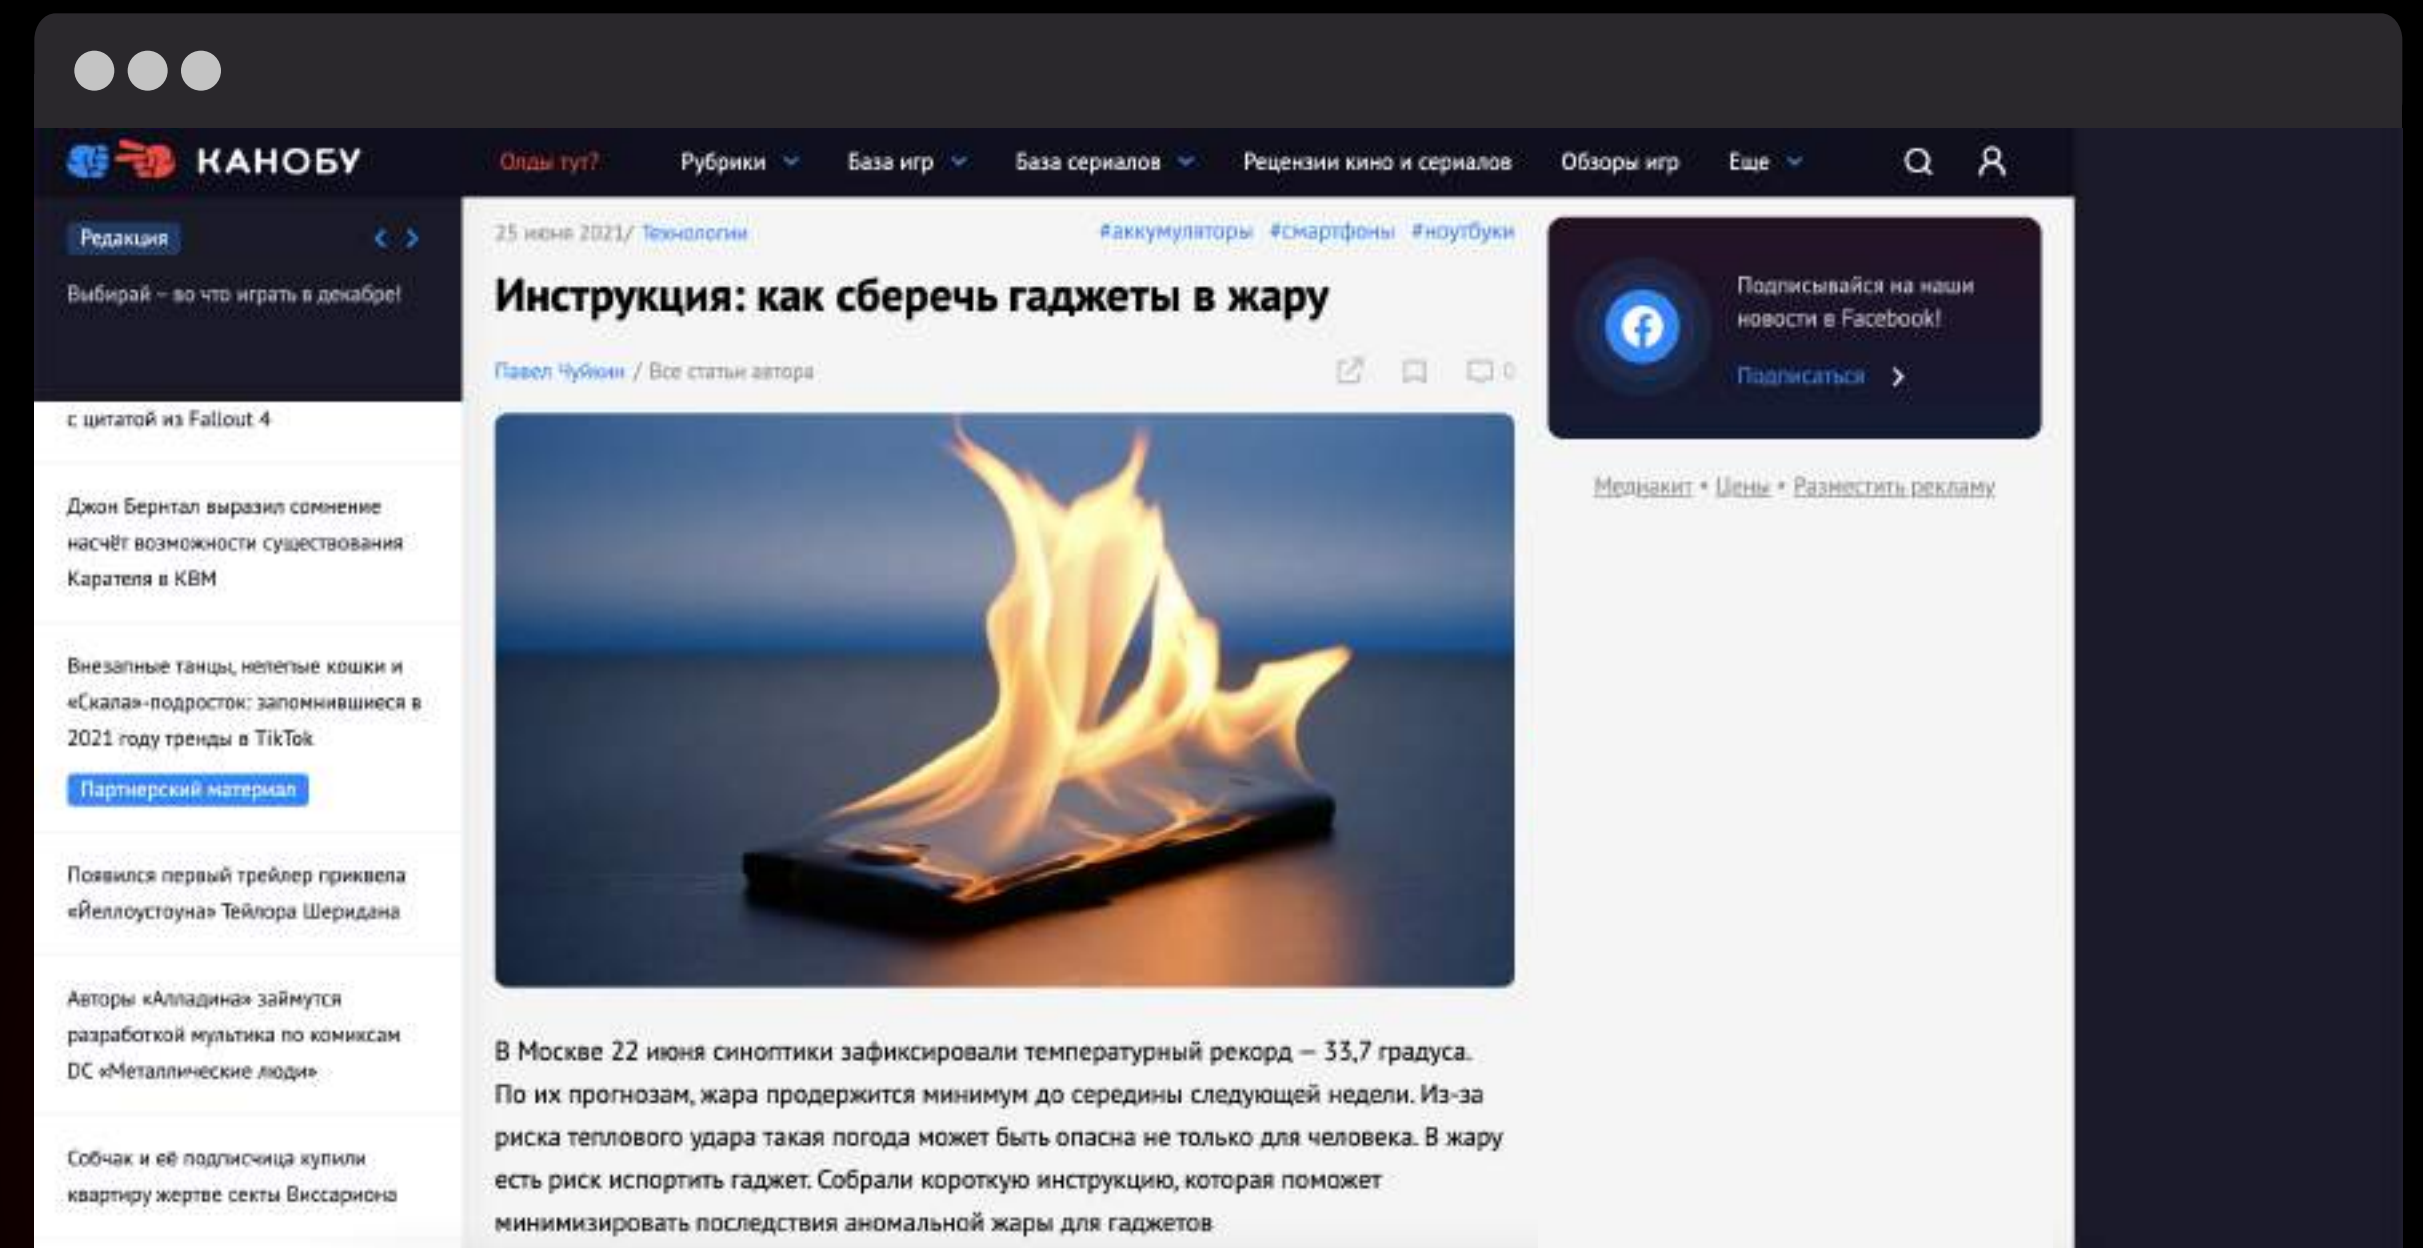 КАНОБУ
Олды тут?
Рубрики
База игр
База сериалов
Рецензии кино и сериалов
Обзоры игр
Еще
Редакция
Выбирай – во что играть в декабре!
с цитатой из Fallout 4
Джон Бернтал выразил сомнение
насчёт возможности существования
Карателя в КВМ
Внезапные танцы, нелепые кошки и
«Скала»-подросток: запомнившиеся в
2021 году тренды в TikTok
Партнерский материал
Появился первый трейлер приквела
«Йеллоустоуна» Тейлора Шеридана
Авторы «Алладина» займутся
разработкой мультика по комиксам
DC «Металлические люди»
Собчак и её подписчица купили
квартиру жертве секты Виссариона
25 июня 2021/ Технологии
#аккумуляторы #смартфоны #ноутбуки
Инструкция: как сберечь гаджеты в жару
Павел Чуйкин / Все статьи автора
0
В Москве 22 июня синоптики зафиксировали температурный рекорд — 33,7 градуса.
По их прогнозам, жара продержится минимум до середины следующей недели. Из-за
риска теплового удара такая погода может быть опасна не только для человека. В жару
есть риск испортить гаджет. Собрали короткую инструкцию, которая поможет
минимизировать последствия аномальной жары для гаджетов
Подписывайся на наши
новости в Facebook!
Подписаться
Медиакит • Цены • Разместить рекламу